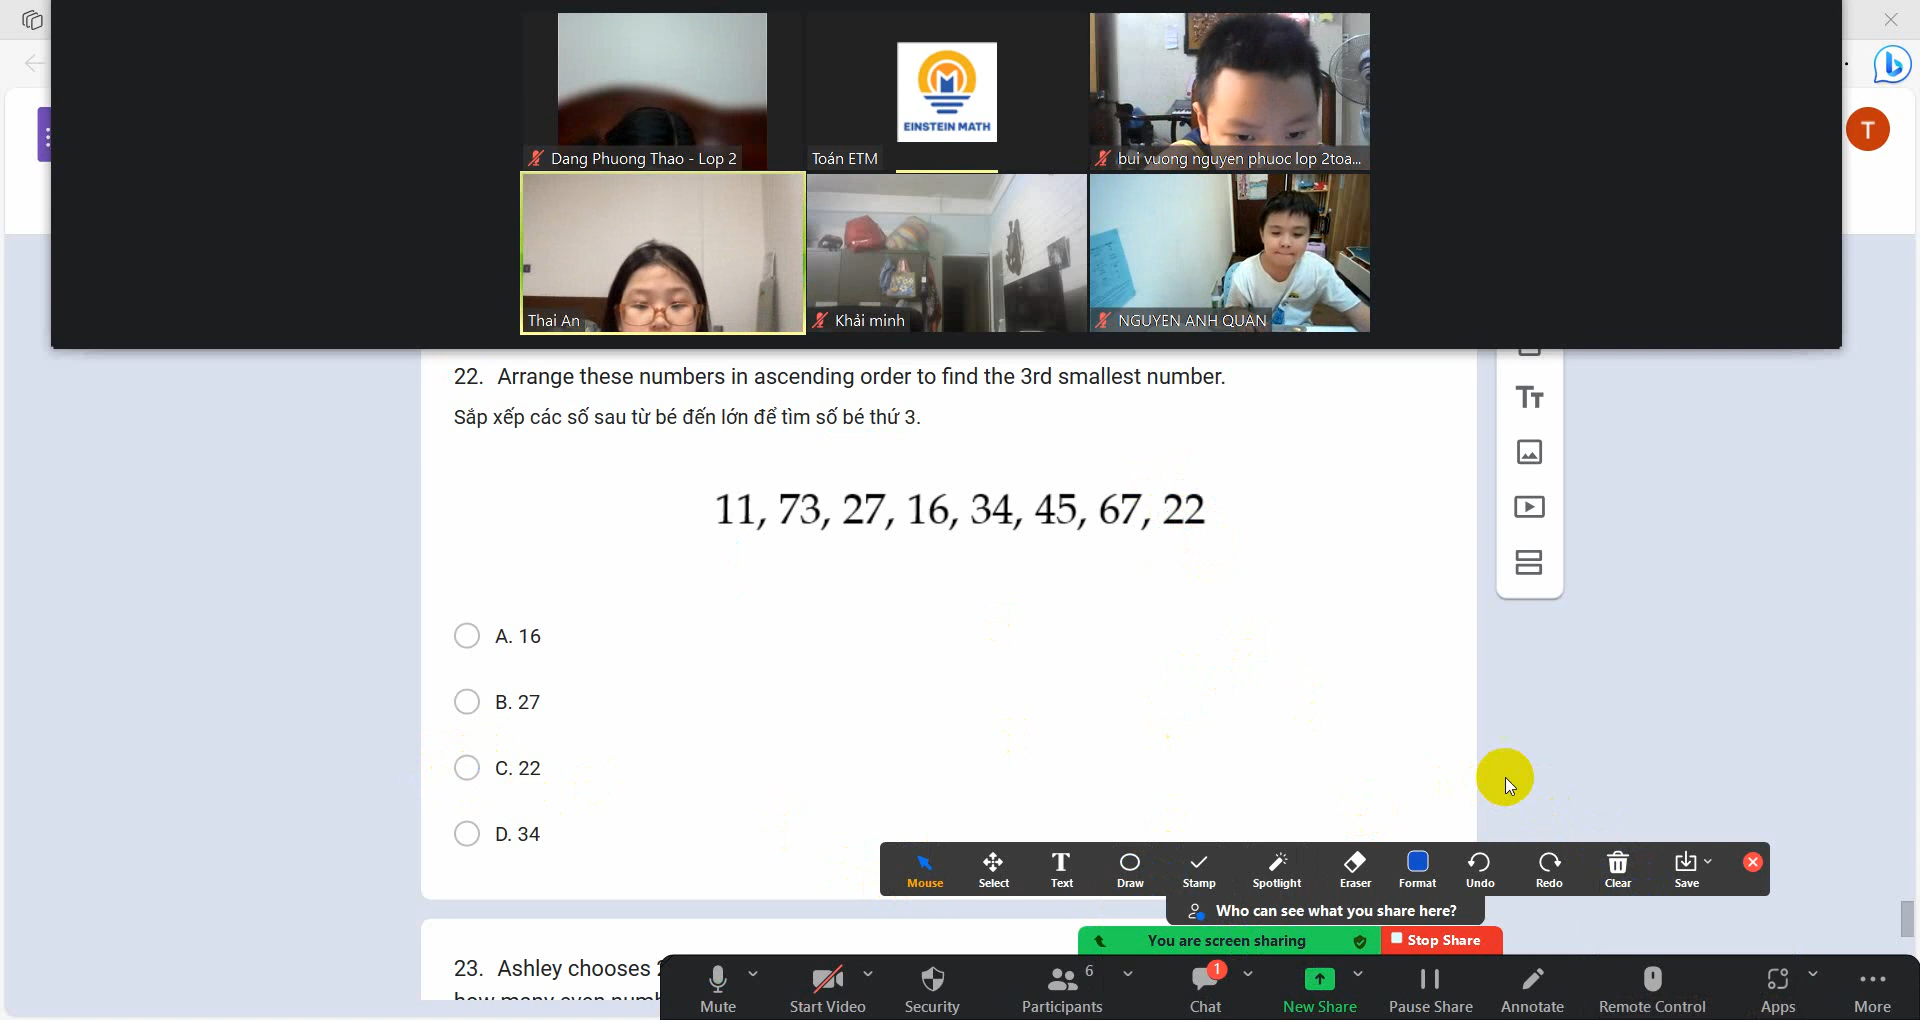 EINSTEIN MATH
Dang Phuong Thao - Lop 2
Toán ETM
bui vuong nguyen phuoc lop 2toa...
T
Thai An
Khải minh
NGUYEN ANH QUAN
22. Arrange these numbers in ascending order to find the 3rd smallest number.
Sắp xếp các số sau từ bé đến lớn để tìm số bé thứ 3.
11, 73, 27, 16, 34, 45, 67, 22
A. 16
B. 27
C. 22
D. 34
Mouse Select Text Draw Stamp Spotlight Eraser Format Undo Redo Clear Save
Who can see what you share here?
You are screen sharing Stop Share
23. Ashley chooses
how many even
6 1
Mute Start Video Security Participants Chat New Share Pause Share Annotate Remote Control Apps More